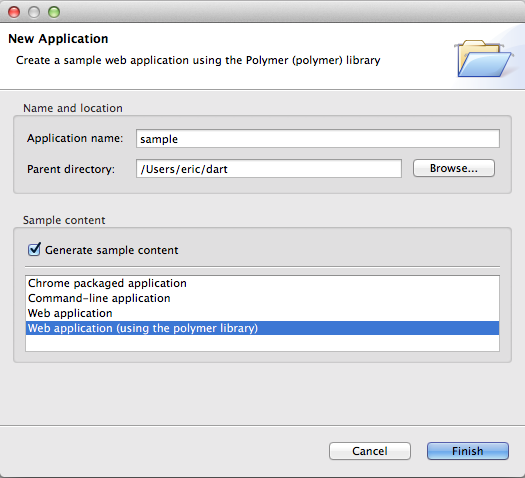 New Application
Create a sample web application using the Polymer (polymer) library
Name and location
Application name: sample
Parent directory: /Users/eric/dart Browse...
Sample content
Generate sample content
Chrome packaged application
Command-line application
Web application
Web application (using the polymer library)
Cancel Finish